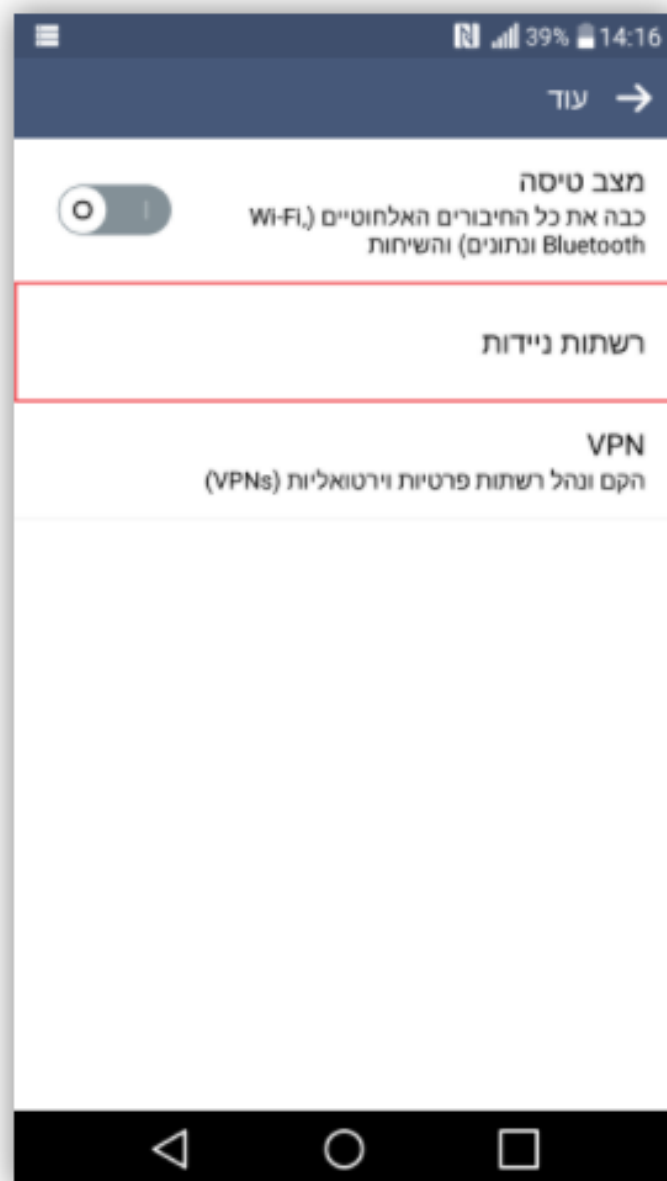 39% 14:16
עוד
מצב טיסה
כבה את כל החיבורים האלחוטיים (Wi-Fi,
Bluetooth ונתונים) והשיחות
רשתות ניידות
VPN
הקם ונהל רשתות פרטיות וירטואליות (VPNs)